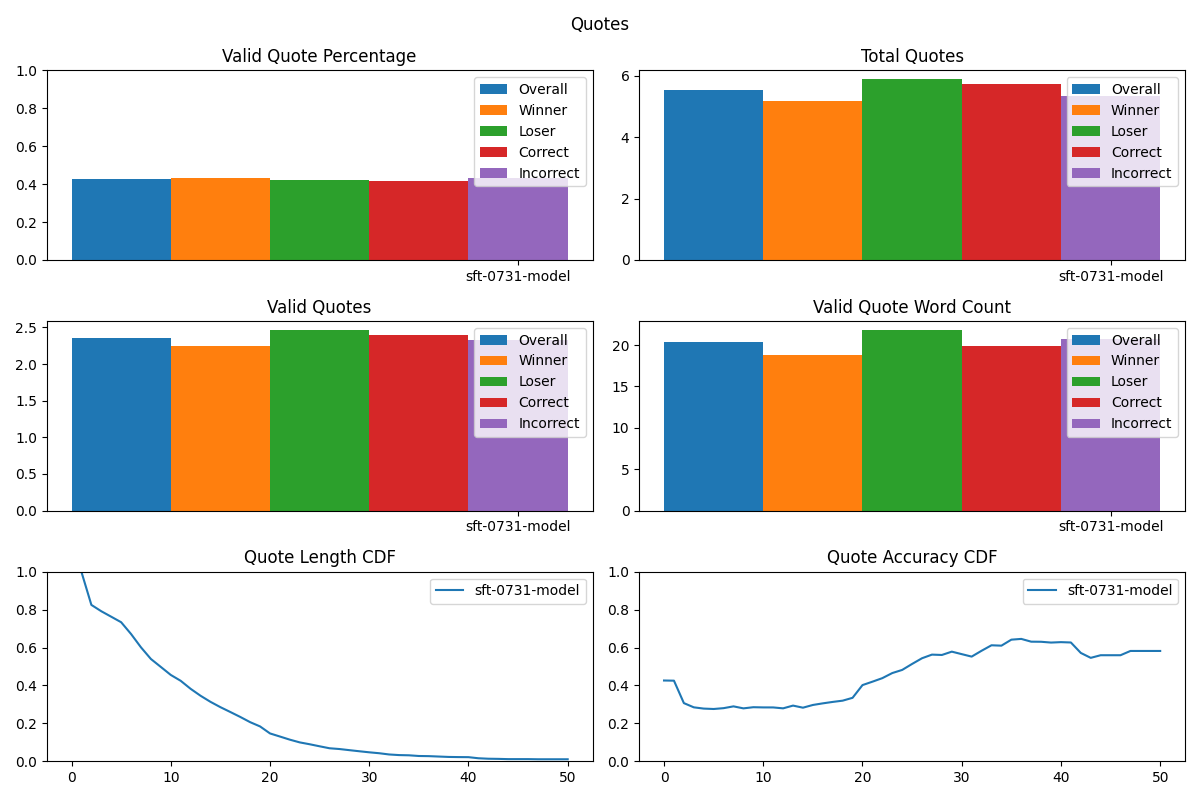 Quotes
Valid Quote Percentage
1.0
0.8
0.6
0.4
0.2
0.0
Overall
Winner
Loser
Correct
Incorrect
sft-0731-model
Total Quotes
6
4
2
0
Overall
Winner
Loser
Correct
Incorrect
sft-0731-model
Valid Quotes
2.5
2.0
1.5
1.0
0.5
0.0
Overall
Winner
Loser
Correct
Incorrect
sft-0731-model
Valid Quote Word Count
20
15
10
5
0
Overall
Winner
Loser
Correct
Incorrect
sft-0731-model
Quote Length CDF
1.0
0.8
0.6
0.4
0.2
0.0
sft-0731-model
0 10 20 30 40 50
Quote Accuracy CDF
1.0
0.8
0.6
0.4
0.2
0.0
sft-0731-model
0 10 20 30 40 50